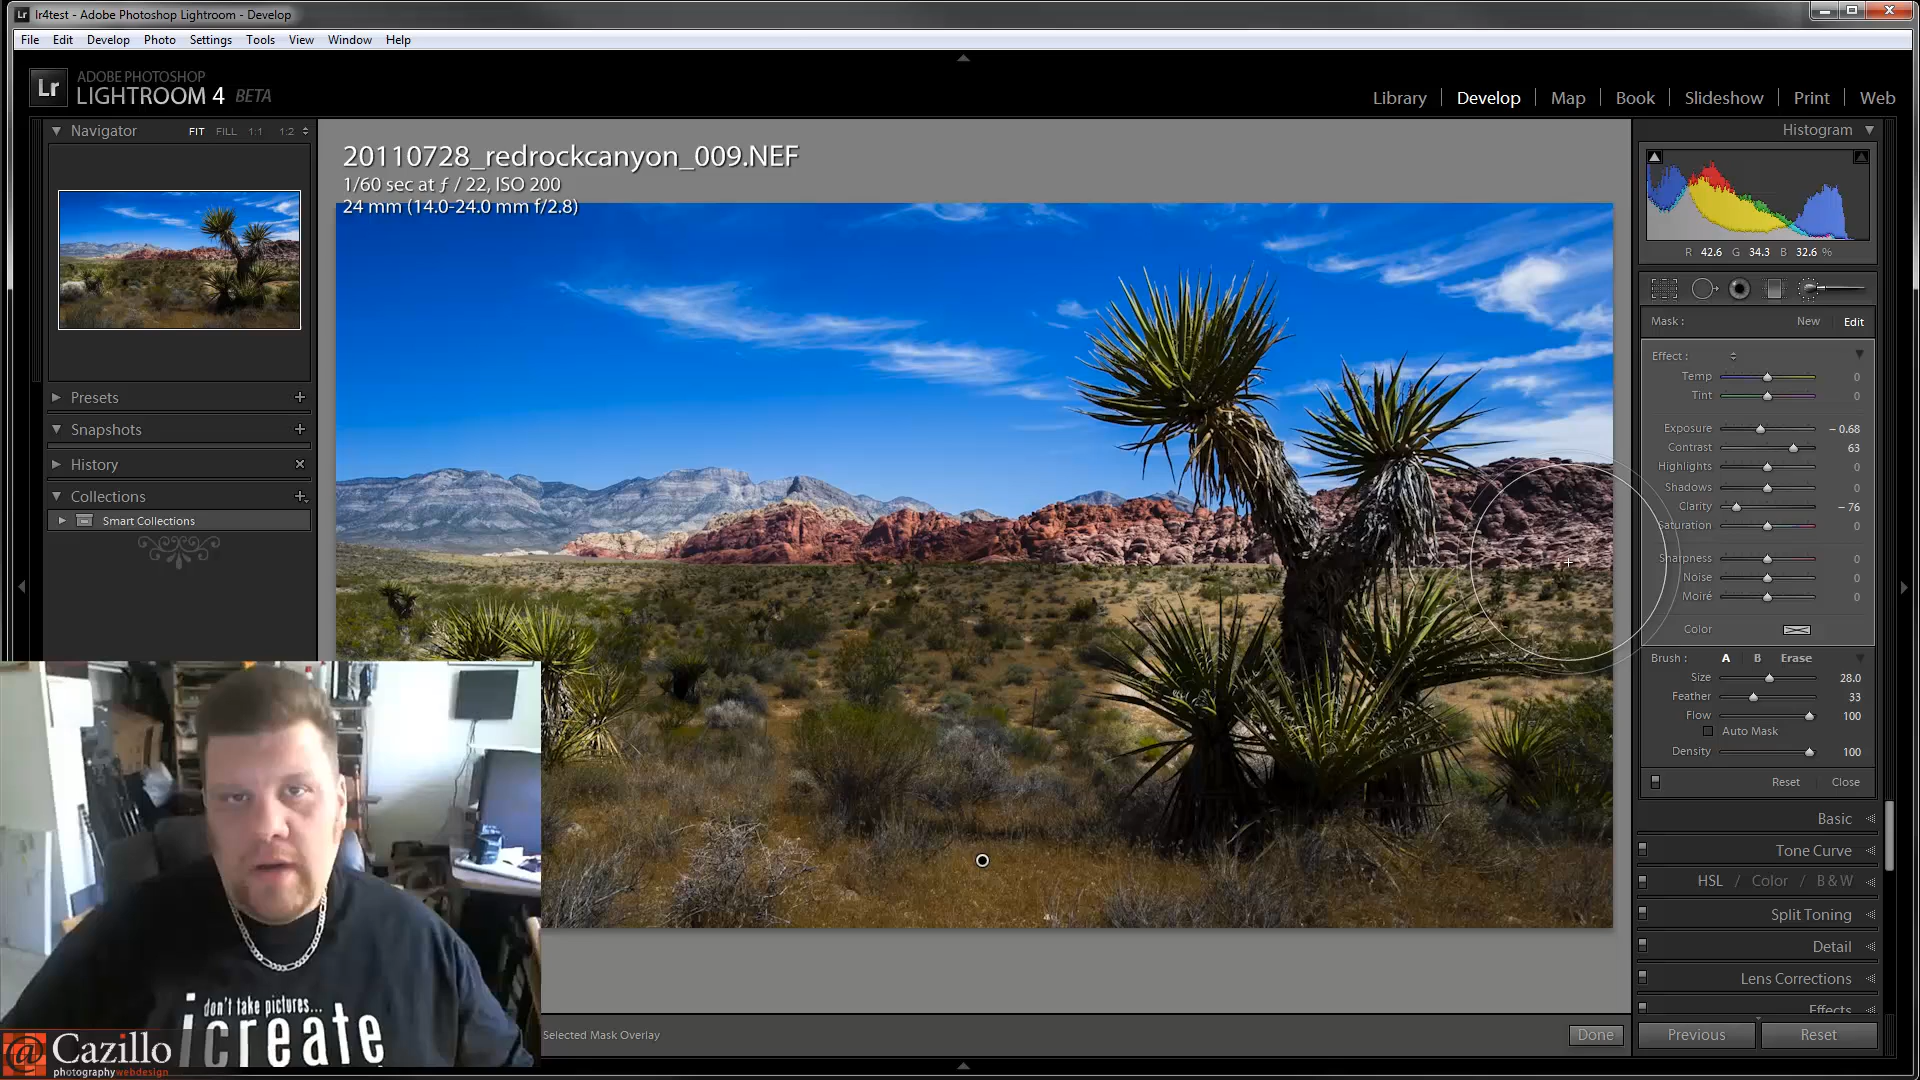 Lr lr4test - Adobe Photoshop Lightroom - Develop
File Edit Develop Photo Settings Tools View Window Help
Lr
ADOBE PHOTOSHOP
LIGHTROOM 4 BETA
Library Develop Map Book Slideshow Print Web
Navigator FIT FILL 1:1 1:2
Presets
Snapshots
History
Collections
Smart Collections
20110728_redrockcanyon_009.NEF
1/60 sec at ƒ / 22, ISO 200
24 mm (14.0-24.0 mm f/2.8)
Histogram
R 42.6 G 34.3 B 32.6 %
Mask : New Edit
Effect :
Temp 0
Tint 0
Exposure – 0.68
Contrast 63
Highlights 0
Shadows 0
Clarity – 76
Saturation 0
Sharpness 0
Noise 0
Moiré 0
Color
Brush : A B Erase
Size 28.0
Feather 33
Flow 100
Auto Mask
Density 100
Reset Close
Basic
Tone Curve
HSL / Color / B & W
Split Toning
Detail
Lens Corrections
Effects
Previous Reset
Selected Mask Overlay
Done
don't take pictures...
icreate
@Cazillo
photographywebdesign